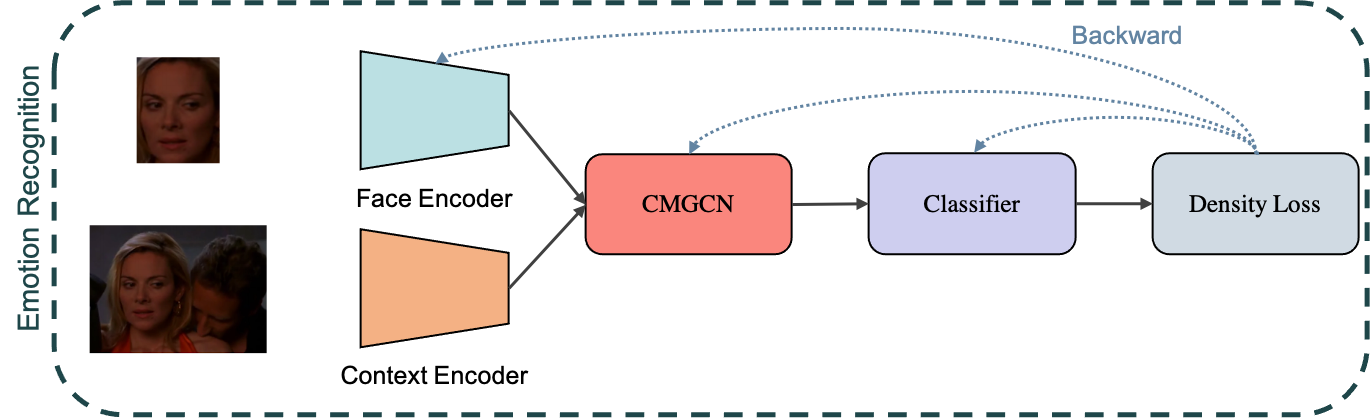 Emotion Recognition
Backward
Face Encoder
CMGCN
Classifier
Density Loss
Context Encoder